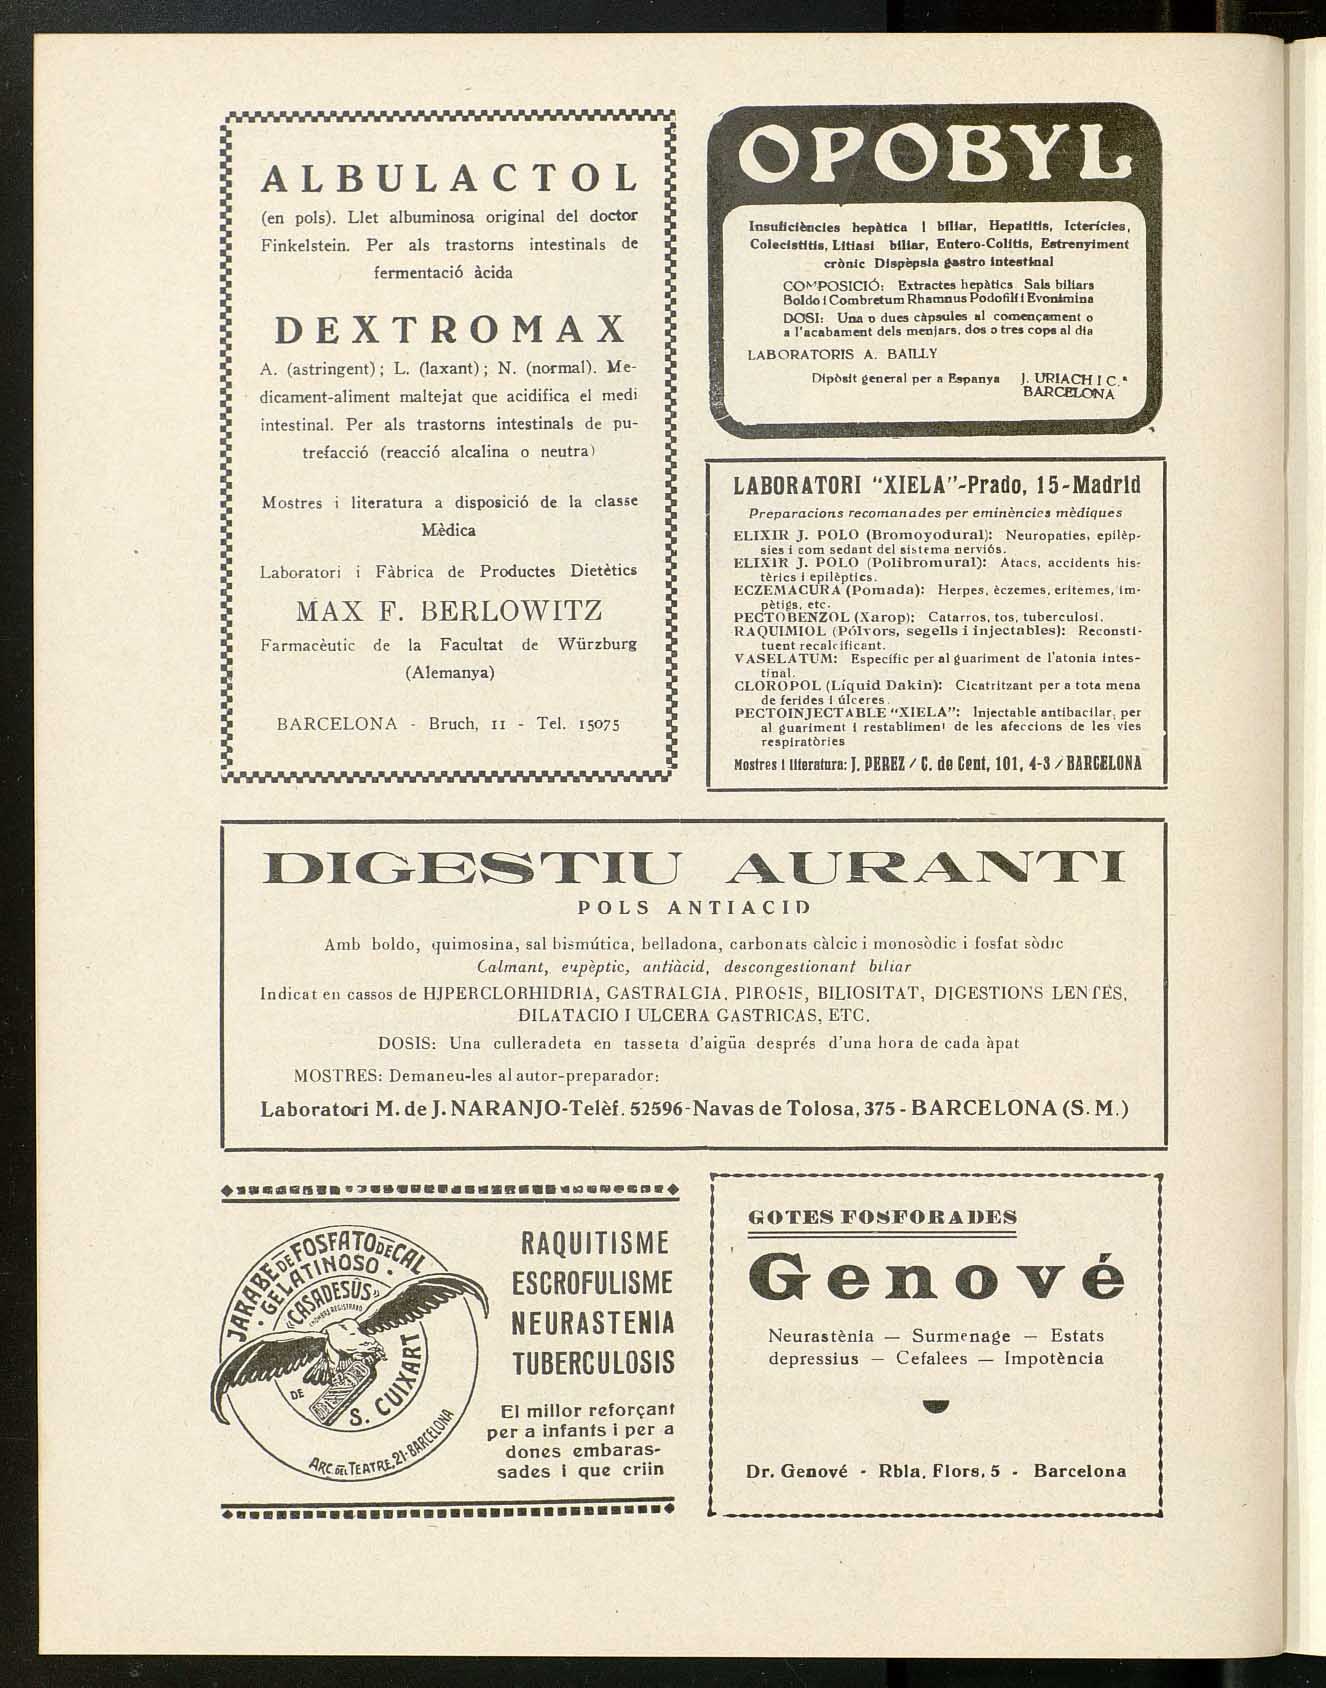 ALBULACTOL
(en pols). Llet albuminosa original del doctor
Finkelstein. Per als trastorns intestinals de
fermentació àcida
DEXTROMAX
A. (astringent); L. (laxant); N. (normal). Me-
dicament-aliment maltejat que acidifica el medi
intestinal. Per als trastorns intestinals de pu-
trefacció (reacció alcalina o neutra)
Mostres i literatura a disposició de la classe
Mèdica
Laboratori i Fàbrica de Productes Dietètics
MAX F. BERLOWITZ
Farmacèutic de la Facultat de Würzburg
(Alemanya)
BARCELONA - Bruch, 11 - Tel. 15075
OPOBYL
Insuficiències hepàtica i biliar, Hepatitis, Icterícies,
Colecistitis, Litiasi biliar, Entero-Colitis, Estrenyiment
crònic Dispèpsia gastro intestinal
COMPOSICIÓ: Extractes hepàtics Sals biliars
Boldo i Combretum Rhamnus Podofil·li Evonimina
DOSI: Una o dues càpsules al començament o
a l'acabament dels menjars, dos o tres cops al dia
LABORATORIS A. BAILLY
Dipòsit general per a Espanya J. URIACH I C.ª
BARCELONA
LABORATORI "XIELA"-Prado, 15-Madrid
Preparacions recomanades per eminències mèdiques
ELIXIR J. POLO (Bromoyodural): Neuropaties, epilèp-
sies i com sedant del sistema nerviós.
ELIXIR J. POLO (Polibromural): Atacs, accidents his-
tèrics i epilèptics.
ECZEMACURA (Pomada): Herpes, èczemes, eritemes, im-
pètigs, etc.
PECTOBENZOL (Xarop): Catarros, tos, tuberculosi.
RAQUIMIOL (Pólvors, segells i injectables): Reconsti-
tuent recalcificant.
VASELATUM: Específic per al guariment de l'atonia intes-
tinal.
CLOROPOL (Líquid Dakin): Cicatritzant per a tota mena
de ferides i úlceres.
PECTOINJECTABLE "XIELA": Injectable antibacilar, per
al guariment i restabliment de les afeccions de les vies
respiratòries
Mostres i literatura: J. PEREZ / C. de Cent, 101, 4-3 / BARCELONA
DIGESTIU AURANTI
POLS ANTIACID
Amb boldo, quimosina, sal bismútica, belladona, carbonats càlcic i monosòdic i fosfat sòdic
Calmant, eupèptic, antiàcid, descongestionant biliar
Indicat en cassos de HJPERCLORHIDRIA, GASTRALGIA, PIROSIS, BILIOSITAT, DIGESTIONS LENTES,
DILATACIO I ULCERA GASTRICAS, ETC.
DOSIS: Una culleradeta en tasseta d'aigüa després d'una hora de cada àpat
MOSTRES: Demaneu-les al autor-preparador:
Laboratori M. de J. NARANJO-Telèf. 52596-Navas de Tolosa, 375 - BARCELONA (S. M.)
JARABE DE FOSFATO DE CAL
GELATINOSO
"CASADESÚS"
NOMBRE REGISTRADO
DE
S. CUIXART
ARC DEL TEATRE, 21-BARCELONA
RAQUITISME
ESCROFULISME
NEURASTENIA
TUBERCULOSIS
El millor reforçant
per a infants i per a
dones embaras-
sades i que criin
GOTES FOSFORADES
Genové
Neurastènia — Surmenage — Estats
depressius — Cefalees — Impotència
Dr. Genové - Rbla. Flors, 5 - Barcelona